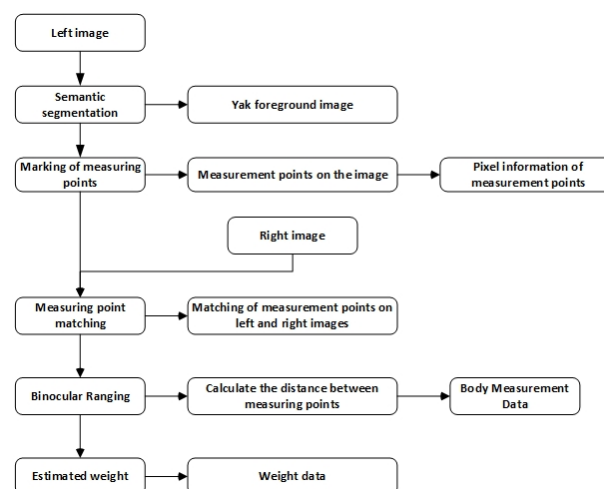 Left image
Semantic
segmentation
Yak foreground image
Marking of measuring
points
Measurement points on the image
Pixel information of
measurement points
Right image
Measuring point
matching
Matching of measurement points on
left and right images
Binocular Ranging
Calculate the distance between
measuring points
Body Measurement
Data
Estimated weight
Weight data